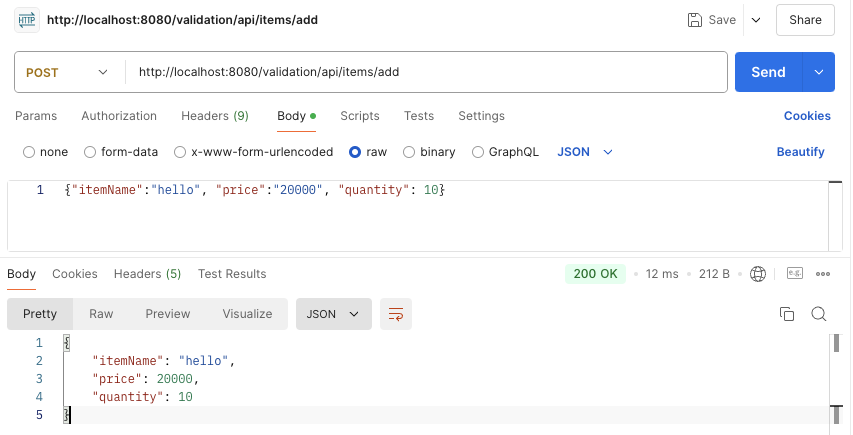 HTTP http://localhost:8080/validation/api/items/add Save Share
POST http://localhost:8080/validation/api/items/add Send
Params Authorization Headers (9) Body Scripts Tests Settings Cookies
none form-data x-www-form-urlencoded raw binary GraphQL JSON Beautify
1 {"itemName":"hello", "price":"20000", "quantity": 10}
Body Cookies Headers (5) Test Results 200 OK 12 ms 212 B e.g.
Pretty Raw Preview Visualize JSON
1 {
2 "itemName": "hello",
3 "price": 20000,
4 "quantity": 10
5 }